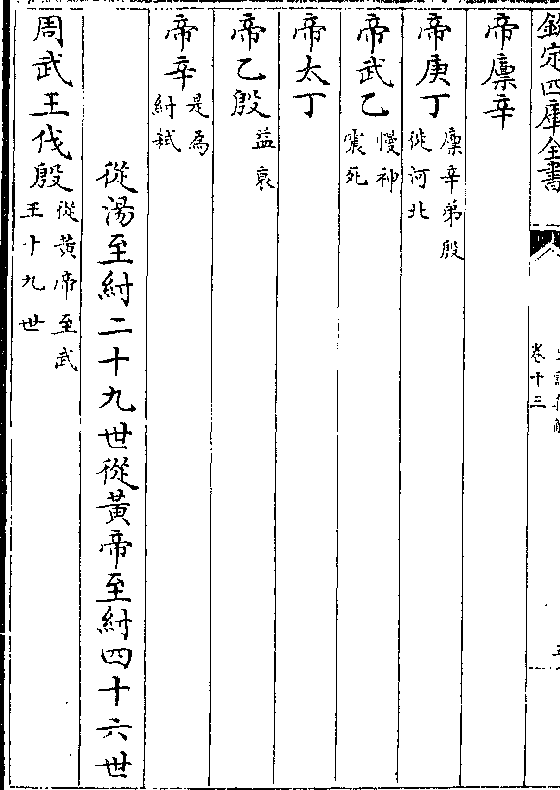 欽定四庫全書
卷十三
帝廩辛
帝庚丁廩辛弟殷徙河北
帝武乙慢神震死
帝太丁
帝乙殷益衰
帝辛是為紂弑
從湯至紂二十九世從黃帝至紂四十六世
周武王伐殷從黃帝至武王十九世